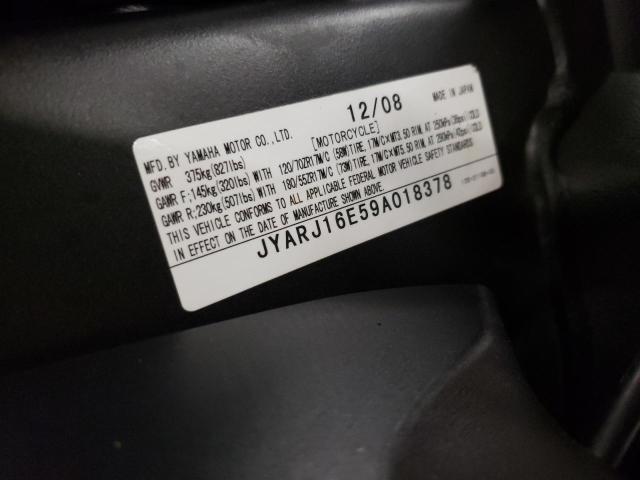 MFD. BY YAMAHA MOTOR CO., LTD. 12/08 MADE IN JAPAN
GVWR 375kg(827lbs) [MOTORCYCLE]
GAWR F:145kg(320lbs) WITH 120/70ZR17M/C (58W)TIRE, 17M/C×MT3.50 RIM, AT 250kPa(36psi) COLD
GAWR R:230kg(507lbs) WITH 180/55ZR17M/C (73W)TIRE, 17M/C×MT5.50 RIM, AT 290kPa(42psi) COLD
THIS VEHICLE CONFORMS TO ALL APPLICABLE FEDERAL MOTOR VEHICLE SAFETY STANDARDS
IN EFFECT ON THE DATE OF MANUFACTURE SHOWN ABOVE
JYARJ16E59A018378